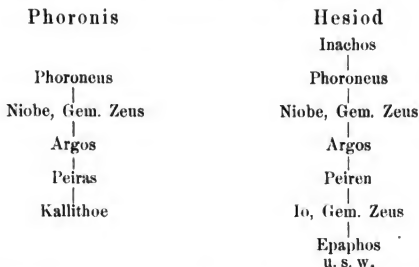 Phoronis
Phoroneus
Niobe, Gem. Zeus
Argos
Peiras
Kallithoe
Hesiod
Inachos
Phoroneus
Niobe, Gem. Zeus
Argos
Peiren
Io, Gem. Zeus
Epaphos
u. s. w.